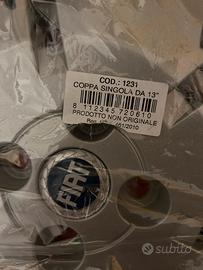 COD.: 1231
COPPA SINGOLA DA 13"
8 112345 720610
PRODOTTO NON ORIGINALE
FIAT
subito